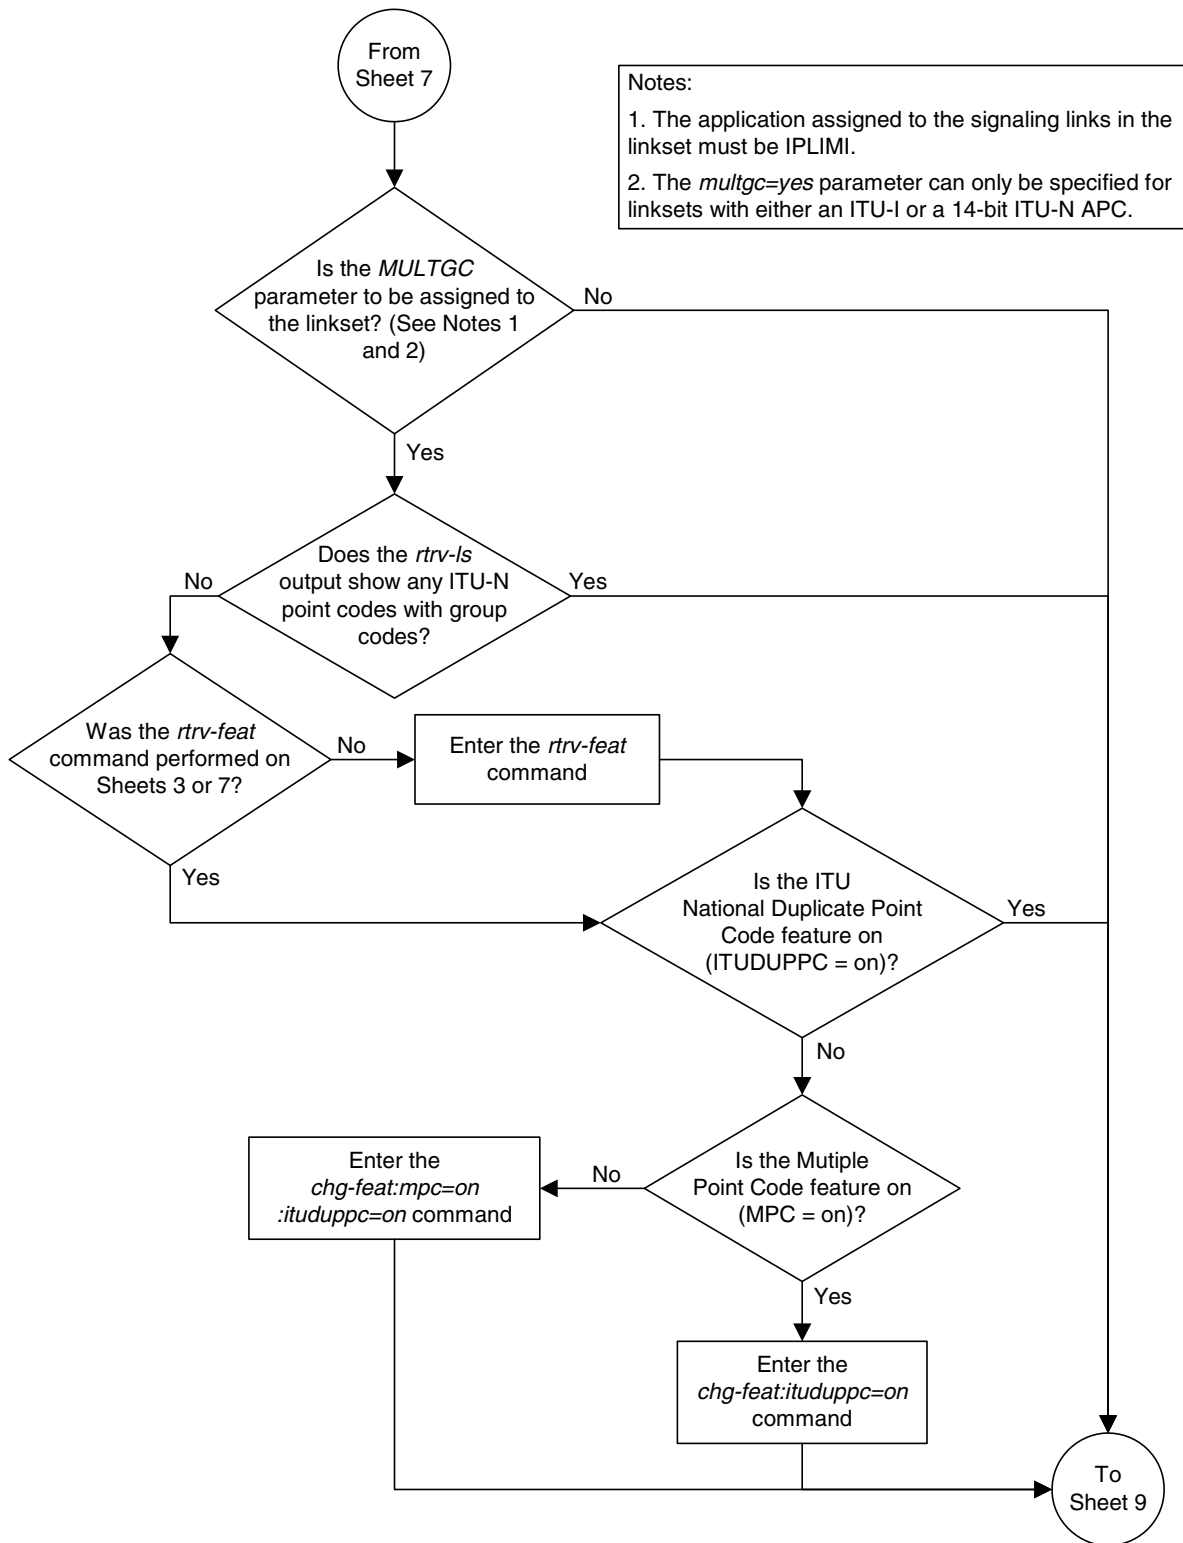 From
Sheet 7
Notes:
1. The application assigned to the signaling links in the
linkset must be IPLIMI.
2. The multgc=yes parameter can only be specified for
linksets with either an ITU-I or a 14-bit ITU-N APC.
Is the MULTGC
parameter to be assigned to
the linkset? (See Notes 1
and 2)
No
Yes
Does the rtrv-ls
output show any ITU-N
point codes with group
codes?
No
Yes
Was the rtrv-feat
command performed on
Sheets 3 or 7?
No
Enter the rtrv-feat
command
Yes
Is the ITU
National Duplicate Point
Code feature on
(ITUDUPPC = on)?
Yes
No
Is the Mutiple
Point Code feature on
(MPC = on)?
No
Enter the
chg-feat:mpc=on
:ituduppc=on command
Yes
Enter the
chg-feat:ituduppc=on
command
To
Sheet 9